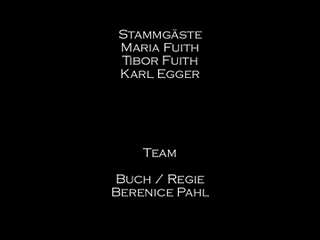 Stammgäste
Maria Fuith
Tibor Fuith
Karl Egger
Team
Buch / Regie
Berenice Pahl